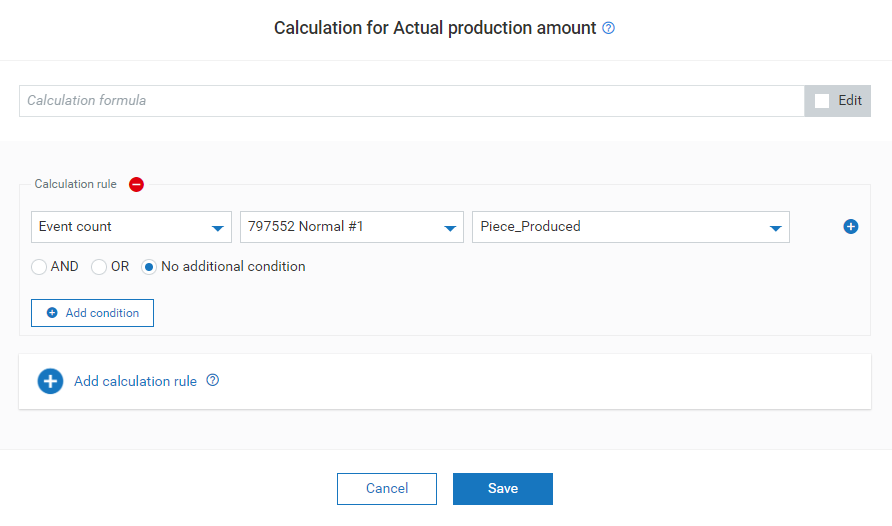 Calculation for Actual production amount
Calculation formula
Edit
Calculation rule
Event count
797552 Normal #1
Piece_Produced
AND
OR
No additional condition
Add condition
Add calculation rule
Cancel
Save